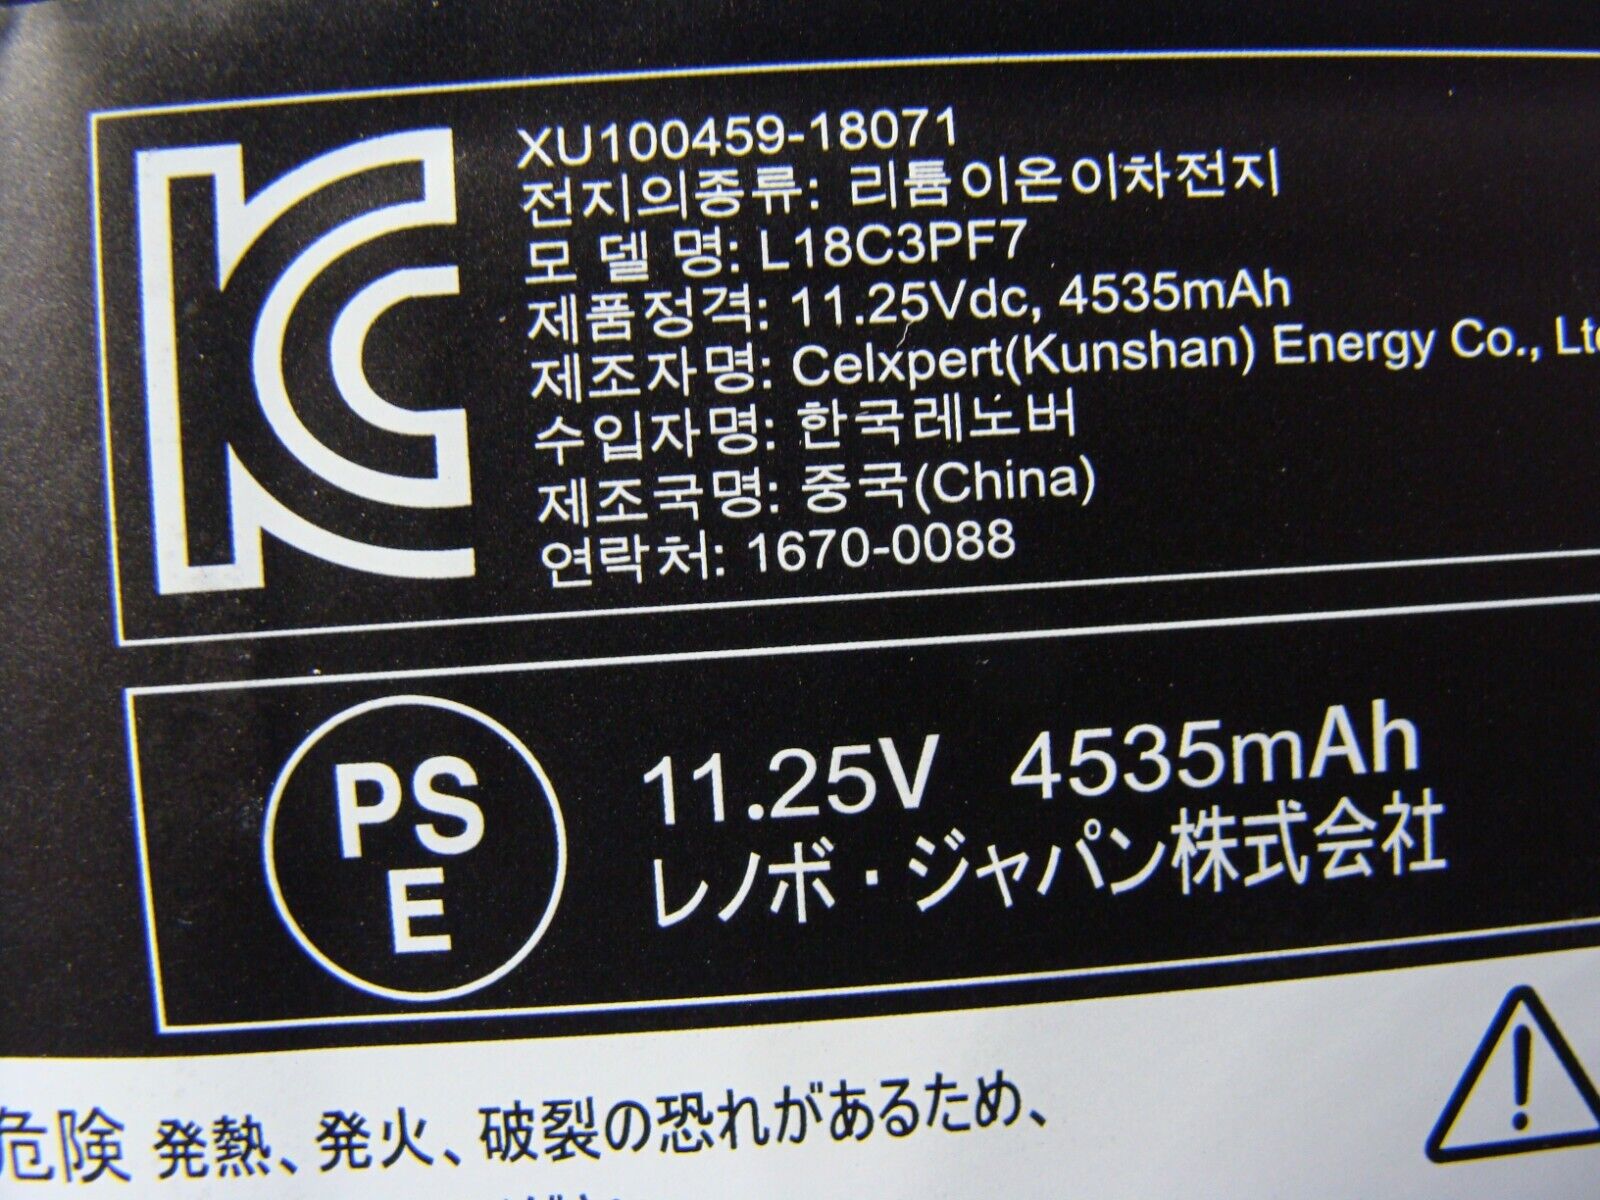 XU100459-18071
전지의종류: 리튬이온이차전지
모 델 명: L18C3PF7
제품정격: 11.25Vdc, 4535mAh
제조자명: Celxpert(Kunshan) Energy Co., Ltd
수입자명: 한국레노버
제조국명: 중국(China)
연락처: 1670-0088
PS
E
11.25V 4535mAh
レノボ・ジャパン株式会社
危険 発熱、発火、破裂の恐れがあるため、